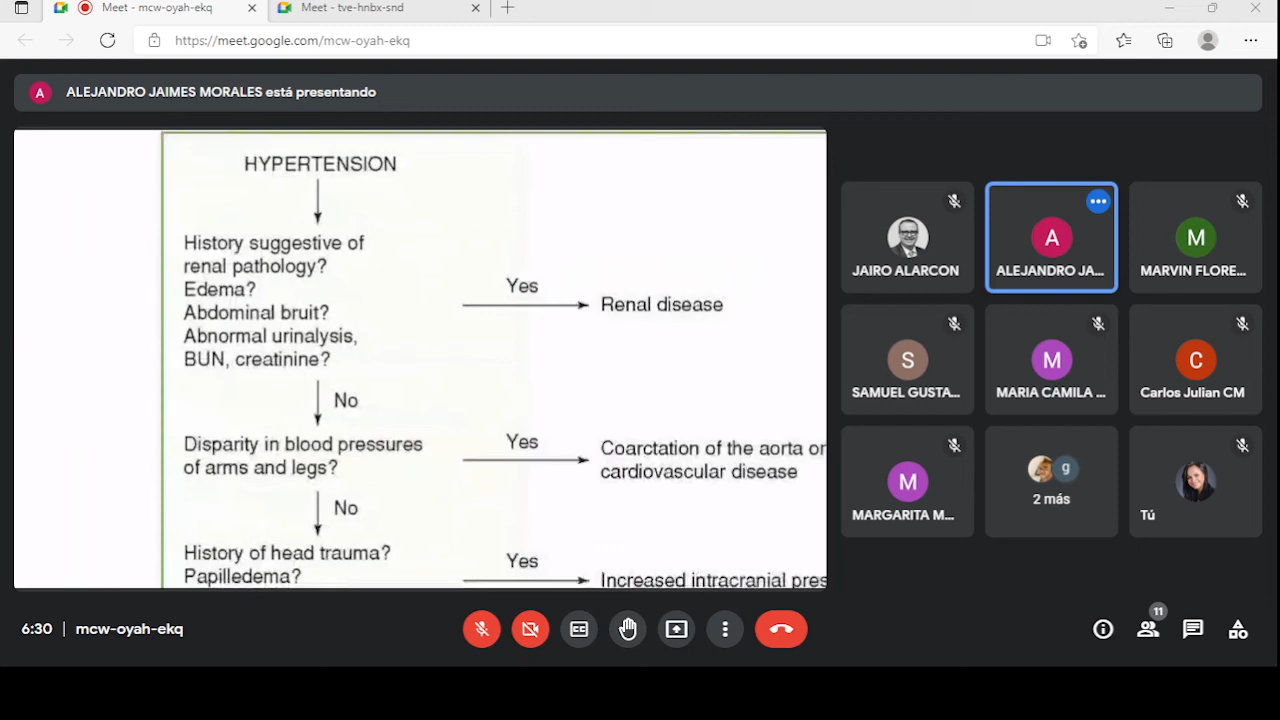 Meet - mcw-oyah-ekq
Meet - tve-hnbx-snd
https://meet.google.com/mcw-oyah-ekq
A
ALEJANDRO JAIMES MORALES está presentando
HYPERTENSION
History suggestive of
renal pathology?
Edema?
Abdominal bruit?
Abnormal urinalysis,
BUN, creatinine?
Yes
Renal disease
No
Disparity in blood pressures
of arms and legs?
Yes
Coarctation of the aorta or
cardiovascular disease
No
History of head trauma?
Papilledema?
Yes
Increased intracranial pres
JAIRO ALARCON
A
ALEJANDRO JA...
M
MARVIN FLORE...
S
SAMUEL GUSTA...
M
MARIA CAMILA ...
C
Carlos Julian CM
M
MARGARITA M...
g
2 más
Tú
6:30
mcw-oyah-ekq
CC
11